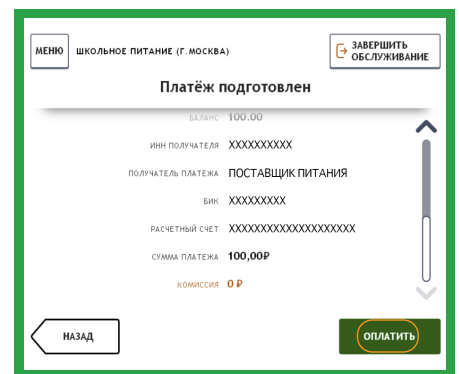 МЕНЮ
ШКОЛЬНОЕ ПИТАНИЕ (Г.МОСКВА)
ЗАВЕРШИТЬ
ОБСЛУЖИВАНИЕ
Платёж подготовлен
БАЛАНС 100.00
ИНН ПОЛУЧАТЕЛЯ XXXXXXXXXX
ПОЛУЧАТЕЛЬ ПЛАТЕЖА ПОСТАВЩИК ПИТАНИЯ
БИК XXXXXXXXX
РАСЧЕТНЫЙ СЧЕТ XXXXXXXXXXXXXXXXXXXX
СУММА ПЛАТЕЖА 100,00₽
КОМИССИЯ 0 ₽
НАЗАД
ОПЛАТИТЬ